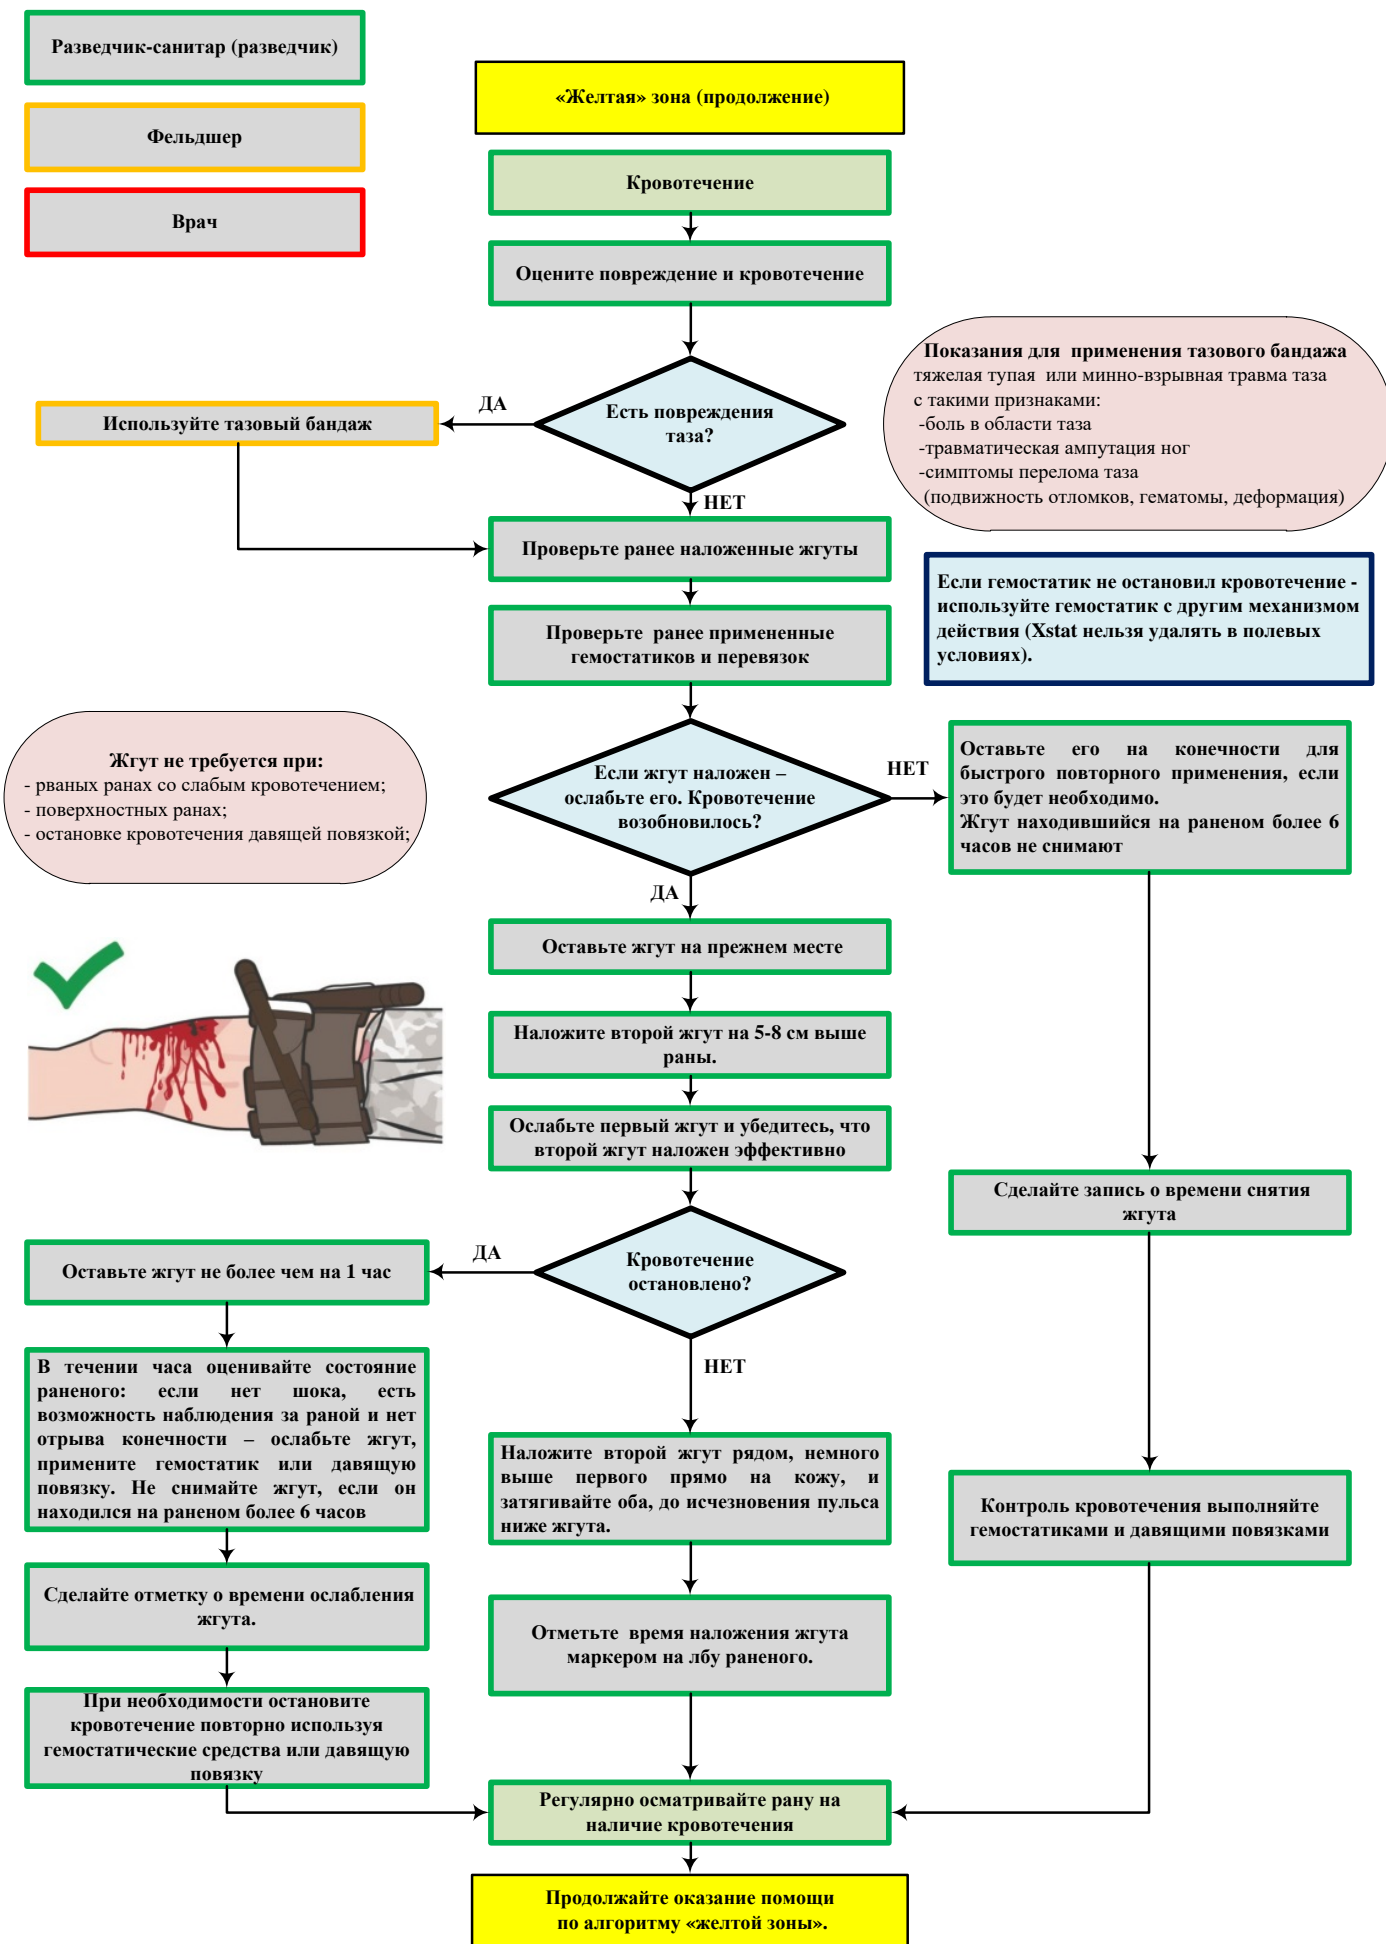 Разведчик-санитар (разведчик)
Фельдшер
Врач
«Желтая» зона (продолжение)
Кровотечение
Оцените повреждение и кровотечение
Есть повреждения
таза?
ДА
Используйте тазовый бандаж
НЕТ
Показания для применения тазового бандажа
тяжелая тупая или минно-взрывная травма таза
с такими признаками:
-боль в области таза
-травматическая ампутация ног
-симптомы перелома таза
(подвижность отломков, гематомы, деформация)
Проверьте ранее наложенные жгуты
Проверьте ранее примененные
гемостатиков и перевязок
Если гемостатик не остановил кровотечение -
используйте гемостатик с другим механизмом
действия (Xstat нельзя удалять в полевых
условиях).
Жгут не требуется при:
- рваных ранах со слабым кровотечением;
- поверхностных ранах;
- остановке кровотечения давящей повязкой;
Если жгут наложен –
ослабьте его. Кровотечение
возобновилось?
НЕТ
Оставьте его на конечности для
быстрого повторного применения, если
это будет необходимо.
Жгут находившийся на раненом более 6
часов не снимают
ДА
Оставьте жгут на прежнем месте
Наложите второй жгут на 5-8 см выше
раны.
Ослабьте первый жгут и убедитесь, что
второй жгут наложен эффективно
Сделайте запись о времени снятия
жгута
Кровотечение
остановлено?
ДА
Оставьте жгут не более чем на 1 час
НЕТ
В течении часа оценивайте состояние
раненого: если нет шока, есть
возможность наблюдения за раной и нет
отрыва конечности – ослабьте жгут,
примените гемостатик или давящую
повязку. Не снимайте жгут, если он
находился на раненом более 6 часов
Наложите второй жгут рядом, немного
выше первого прямо на кожу, и
затягивайте оба, до исчезновения пульса
ниже жгута.
Контроль кровотечения выполняйте
гемостатиками и давящими повязками
Сделайте отметку о времени ослабления
жгута.
Отметьте время наложения жгута
маркером на лбу раненого.
При необходимости остановите
кровотечение повторно используя
гемостатические средства или давящую
повязку
Регулярно осматривайте рану на
наличие кровотечения
Продолжайте оказание помощи
по алгоритму «желтой зоны».